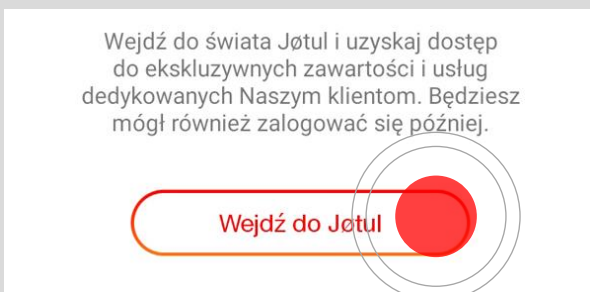 Wejdź do świata Jøtul i uzyskaj dostęp
do ekskluzywnych zawartości i usług
dedykowanych Naszym klientom. Będziesz
mógł również zalogować się później.
Wejdź do Jøtul